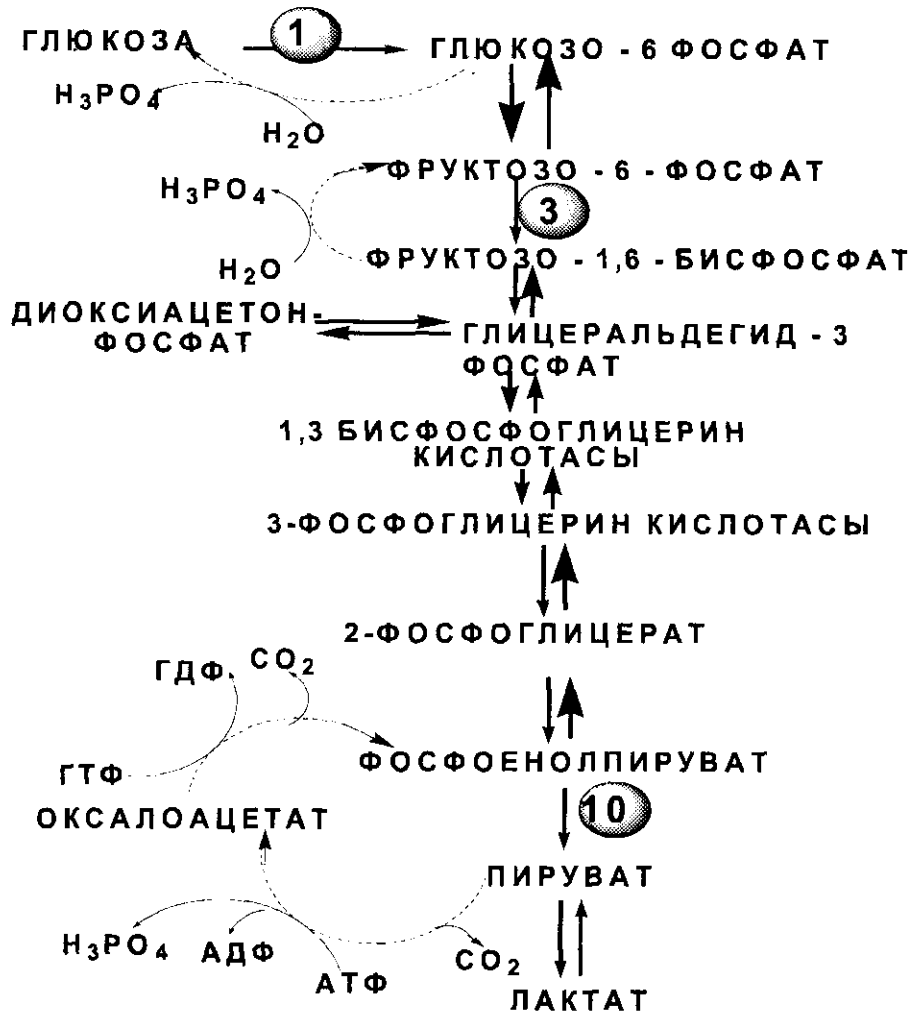 ГЛЮКОЗА 1 ГЛЮКОЗО - 6 ФОСФАТ
H3PO4
H2O
ФРУКТОЗО - 6 - ФОСФАТ
H3PO4
3
H2O
ФРУКТОЗО - 1,6 - БИСФОСФАТ
ДИОКСИАЦЕТОН-
ФОСФАТ
ГЛИЦЕРАЛЬДЕГИД - 3
ФОСФАТ
1,3 БИСФОСФОГЛИЦЕРИН
КИСЛОТАСЫ
3-ФОСФОГЛИЦЕРИН КИСЛОТАСЫ
2-ФОСФОГЛИЦЕРАТ
ГДФ CO2
ФОСФОЕНОЛПИРУВАТ
ГТФ
10
ОКСАЛОАЦЕТАТ
ПИРУВАТ
H3PO4 АДФ
АТФ
CO2
ЛАКТАТ